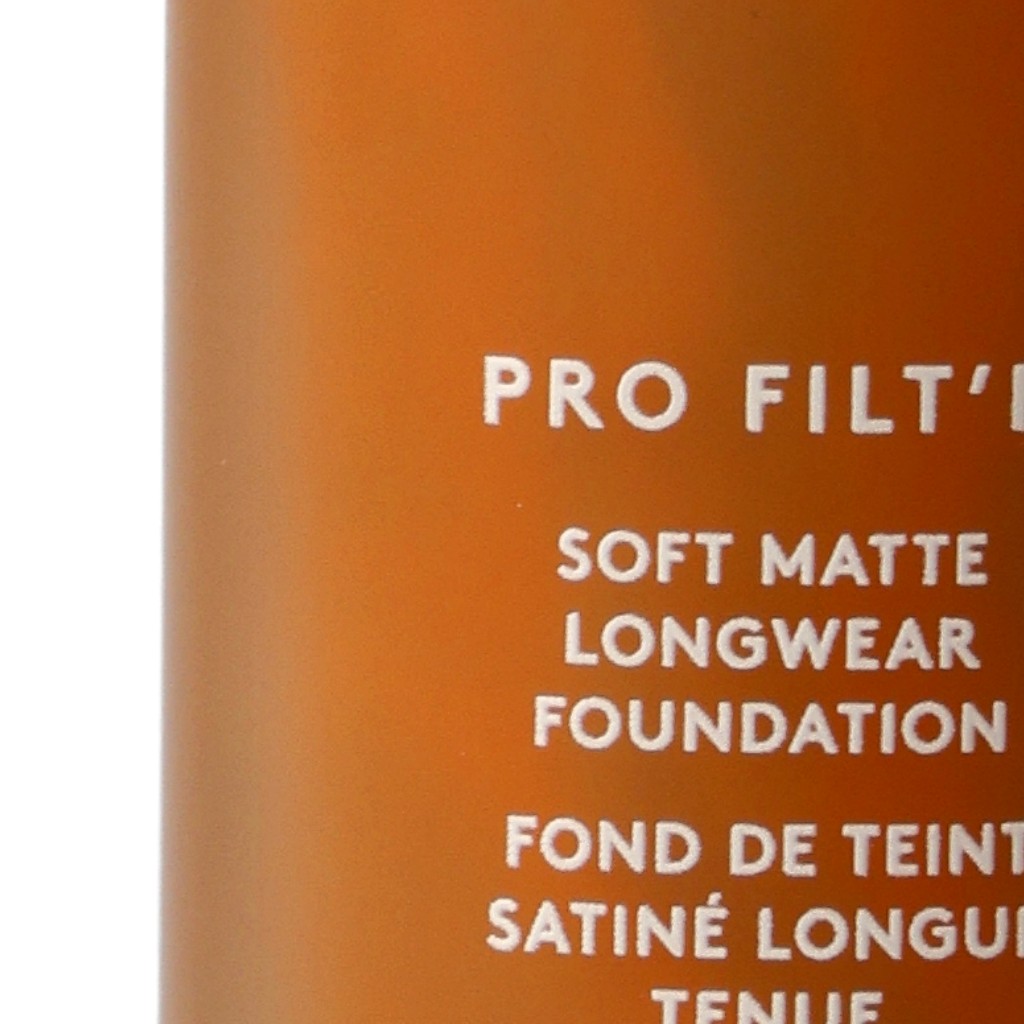 PRO FILT'
SOFT MATTE
LONGWEAR
FOUNDATION
FOND DE TEINT
SATINÉ LONGU
TENUE